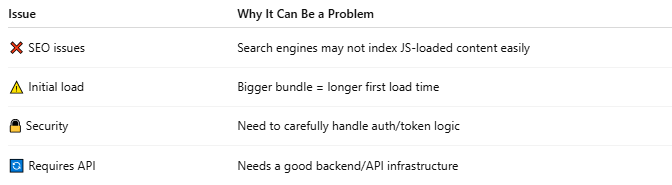 Issue Why It Can Be a Problem
❌ SEO issues Search engines may not index JS-loaded content easily
⚠️ Initial load Bigger bundle = longer first load time
🔒 Security Need to carefully handle auth/token logic
🔄 Requires API Needs a good backend/API infrastructure